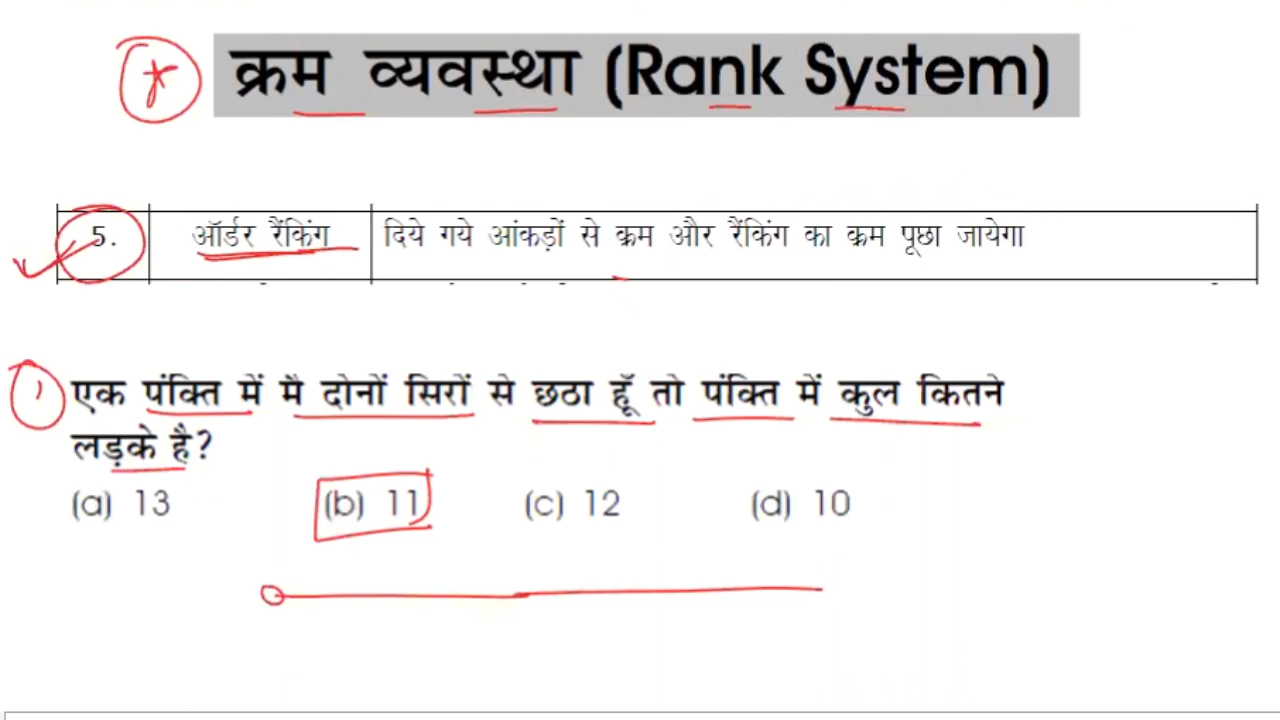 क्रम व्यवस्था (Rank System)
5. ऑर्डर रैंकिंग दिये गये आंकड़ों से क्रम और रैंकिंग का क्रम पूछा जायेगा
एक पंक्ति में मै दोनों सिरों से छठा हूँ तो पंक्ति में कुल कितने
लड़के है?
(a) 13 (b) 11 (c) 12 (d) 10